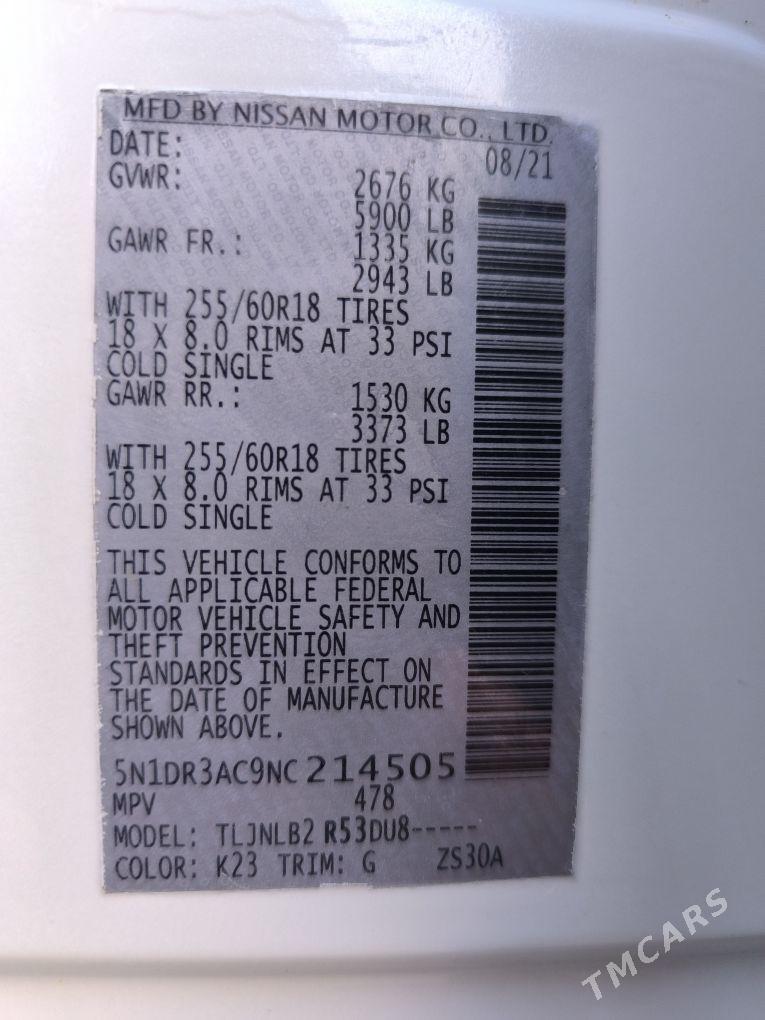 MFD BY NISSAN MOTOR CO., LTD.
DATE: 08/21
GVWR: 2676 KG
5900 LB
GAWR FR.: 1335 KG
2943 LB
WITH 255/60R18 TIRES
18 X 8.0 RIMS AT 33 PSI
COLD SINGLE
GAWR RR.: 1530 KG
3373 LB
WITH 255/60R18 TIRES
18 X 8.0 RIMS AT 33 PSI
COLD SINGLE
THIS VEHICLE CONFORMS TO
ALL APPLICABLE FEDERAL
MOTOR VEHICLE SAFETY AND
THEFT PREVENTION
STANDARDS IN EFFECT ON
THE DATE OF MANUFACTURE
SHOWN ABOVE.
5N1DR3AC9NC214505
MPV 478
MODEL: TLJNLB2 R53DU8-----
COLOR: K23 TRIM: G ZS30A
TMCARS